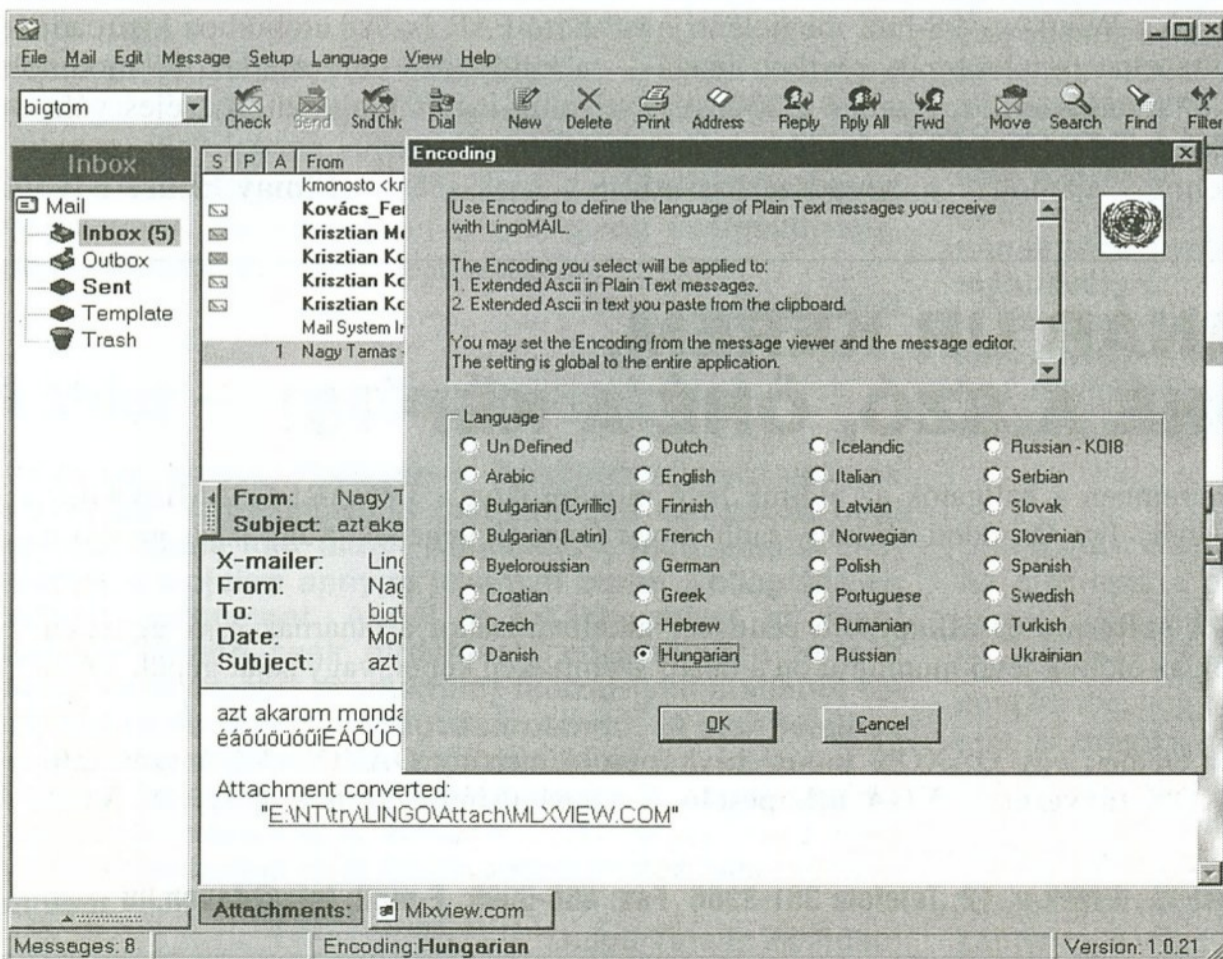 File Mail Edit Message Setup Language View Help
bigtom
Check Send Snd Chk Dial New Delete Print Address Reply Rply All Fwd Move Search Find Filter
Inbox
Mail
Inbox (5)
Outbox
Sent
Template
Trash
S P A From
kmonosto <kr
Kovács_Fer
Krisztian Mo
Krisztian Ko
Krisztian Ko
Krisztian Ko
Mail System In
1 Nagy Tamas
From: Nagy T
Subject: azt aka
X-mailer: Ling
From: Nag
To: bigt
Date: Mon
Subject: azt
azt akarom monda
Attachment converted:
"E:\NT\try\LINGO\Attach\MLXVIEW.COM"
Attachments: Mlxview.com
Messages: 8 Encoding:Hungarian Version: 1.0.21
Encoding
Use Encoding to define the language of Plain Text messages you receive
with LingoMAIL.
The Encoding you select will be applied to:
1. Extended Ascii in Plain Text messages.
2. Extended Ascii in text you paste from the clipboard.
You may set the Encoding from the message viewer and the message editor.
The setting is global to the entire application.
Language
Un Defined Dutch Icelandic Russian - KOI8
Arabic English Italian Serbian
Bulgarian (Cyrillic) Finnish Latvian Slovak
Bulgarian (Latin) French Norwegian Slovenian
Byeloroussian German Polish Spanish
Croatian Greek Portuguese Swedish
Czech Hebrew Rumanian Turkish
Danish Hungarian Russian Ukrainian
OK Cancel